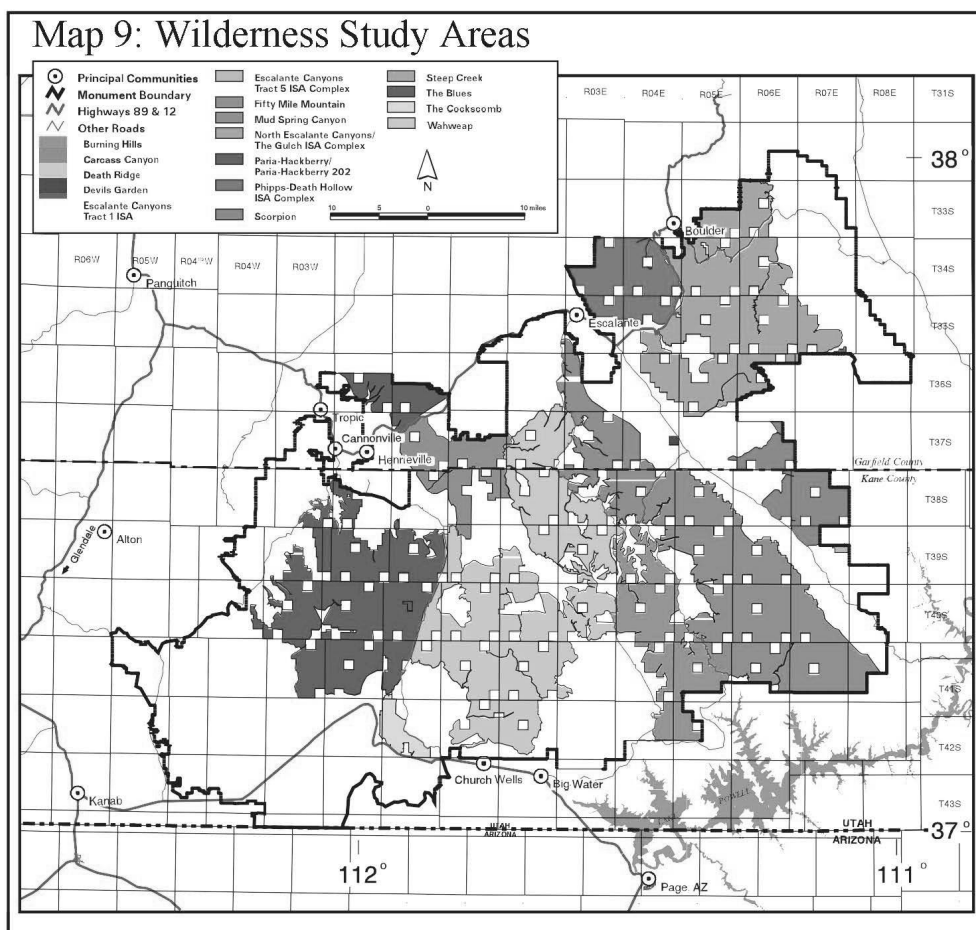 Map 9: Wilderness Study Areas
Principal Communities
Monument Boundary
Highways 89 & 12
Other Roads
Burning Hills
Carcass Canyon
Death Ridge
Devils Garden
Escalante Canyons
Tract 1 ISA
Escalante Canyons
Tract 5 ISA Complex
Fifty Mile Mountain
Mud Spring Canyon
North Escalante Canyons/
The Gulch ISA Complex
Paria-Hackberry/
Paria-Hackberry 202
Phipps-Death Hollow
ISA Complex
Scorpion
Steep Creek
The Blues
The Cockscomb
Wahweap
N
10 5 0 10 miles
R03E R04E R05E R06E R07E R08E T31S
38°
T33S
Boulder
R06W R05W R04½W R04W R03W
T34S
Panguitch
Escalante
T35S
T36S
Tropic
Cannonville
Henneville
T37S
Garfield County
Kane County
T38S
Alton
Glendale
T39S
T40S
T41S
T42S
Church Wells
Big Water
Kanab
POWELL
T43S
UTAH
ARIZONA
UTAH
ARIZONA
37°
112°
111°
Page, AZ